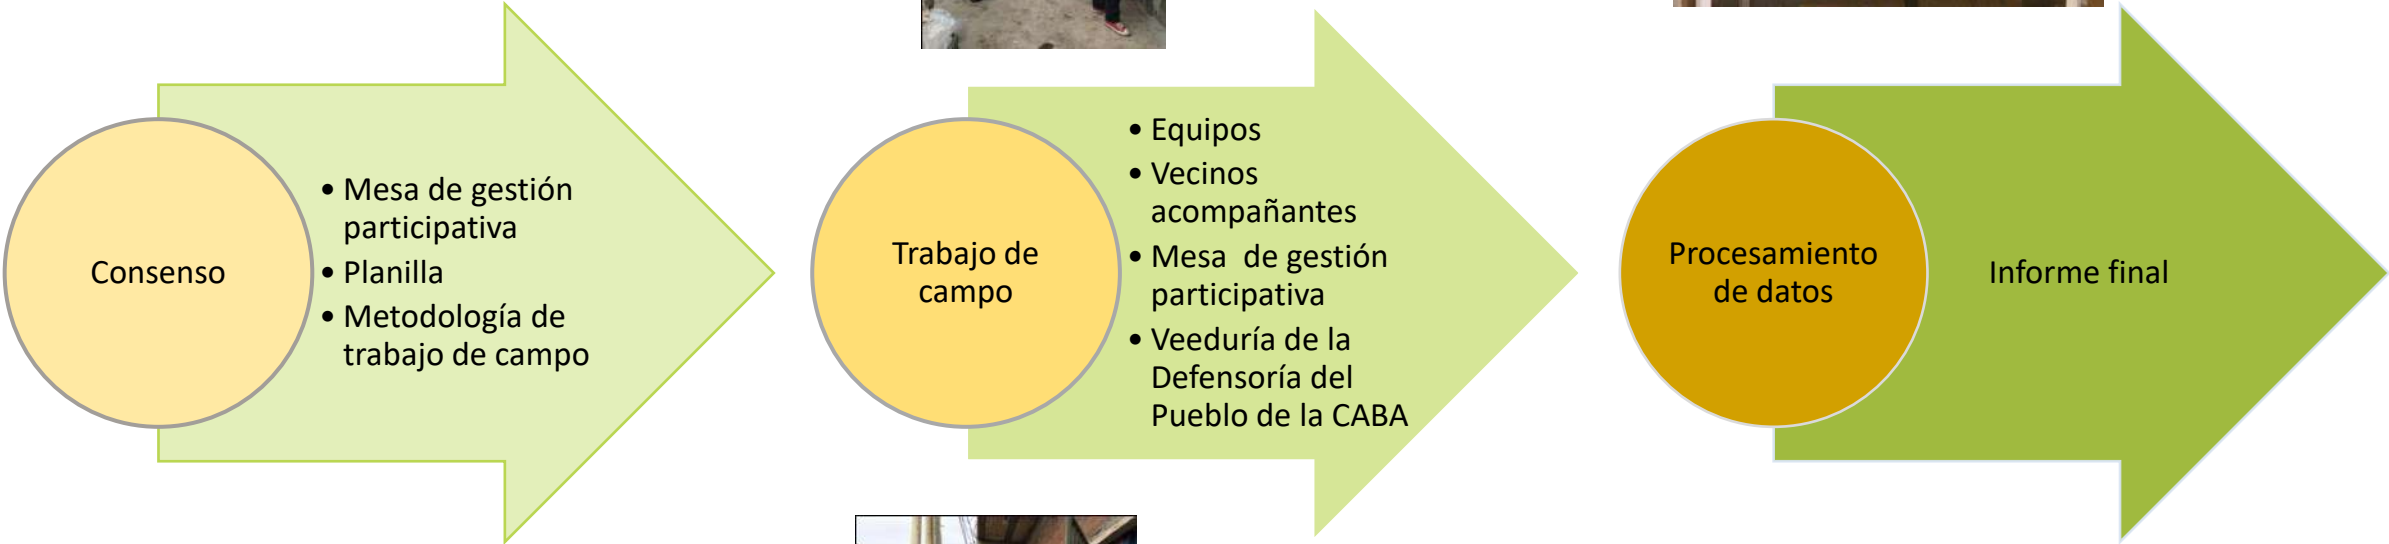 Consenso
• Mesa de gestión
participativa
• Planilla
• Metodología de
trabajo de campo
Trabajo de
campo
• Equipos
• Vecinos
acompañantes
• Mesa  de gestión
participativa
• Veeduría de la
Defensoría del
Pueblo de la CABA
Procesamiento
de datos
Informe final